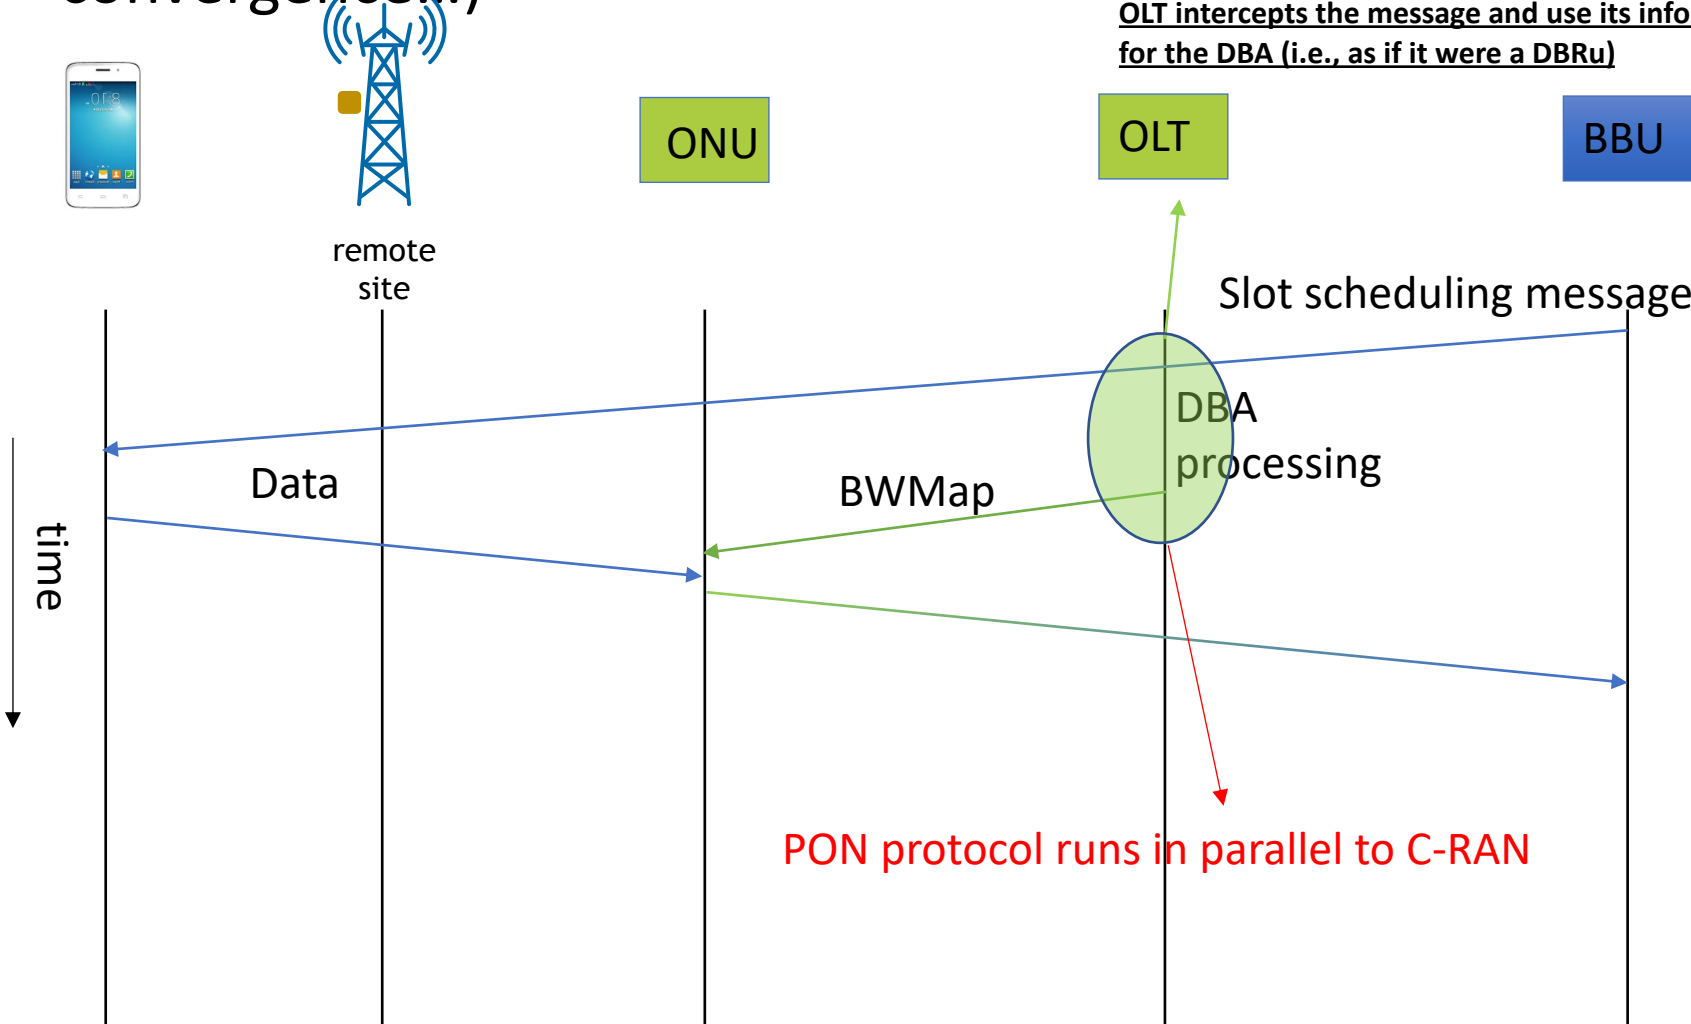 convergence...)
OLT intercepts the message and use its info
for the DBA (i.e., as if it were a DBRu)
ONU
OLT
BBU
remote
site
Slot scheduling message
DBA
processing
Data
BWMap
time
PON protocol runs in parallel to C-RAN